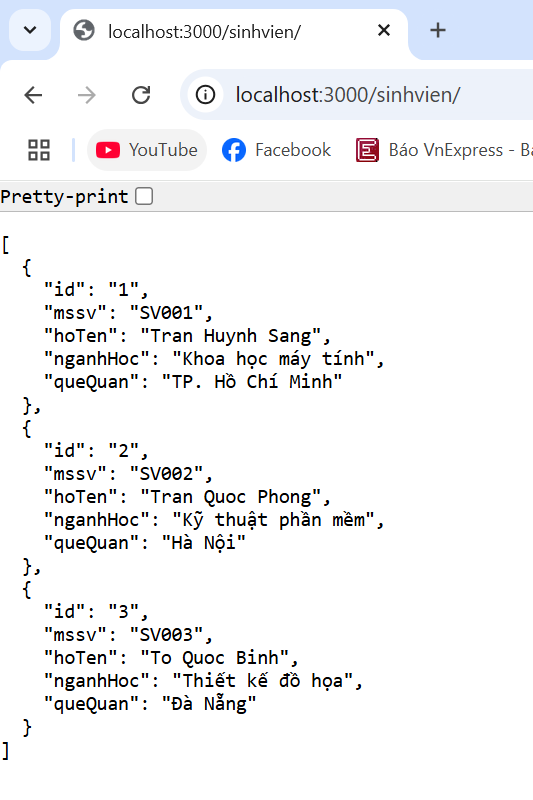 localhost:3000/sinhvien/
localhost:3000/sinhvien/
YouTube
Facebook
Báo VnExpress - Bá
Pretty-print
[
  {
    "id": "1",
    "mssv": "SV001",
    "hoTen": "Tran Huynh Sang",
    "nganhHoc": "Khoa học máy tính",
    "queQuan": "TP. Hồ Chí Minh"
  },
  {
    "id": "2",
    "mssv": "SV002",
    "hoTen": "Tran Quoc Phong",
    "nganhHoc": "Kỹ thuật phần mềm",
    "queQuan": "Hà Nội"
  },
  {
    "id": "3",
    "mssv": "SV003",
    "hoTen": "To Quoc Binh",
    "nganhHoc": "Thiết kế đồ họa",
    "queQuan": "Đà Nẵng"
  }
]